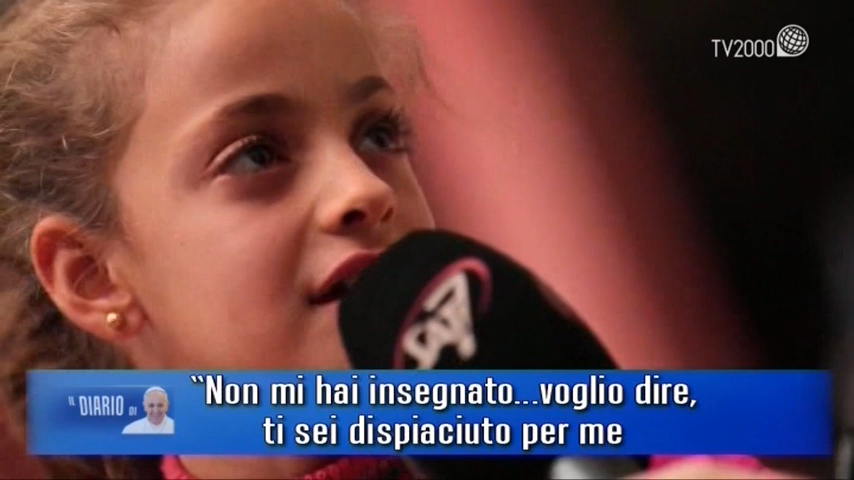 TV2000
IL DIARIO DI
“Non mi hai insegnato...voglio dire,
ti sei dispiaciuto per me